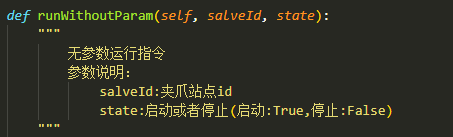 def runWithoutParam(self, salveId, state):
"""
无参数运行指令
参数说明:
salveId:夹爪站点id
state:启动或者停止(启动:True,停止:False)
"""